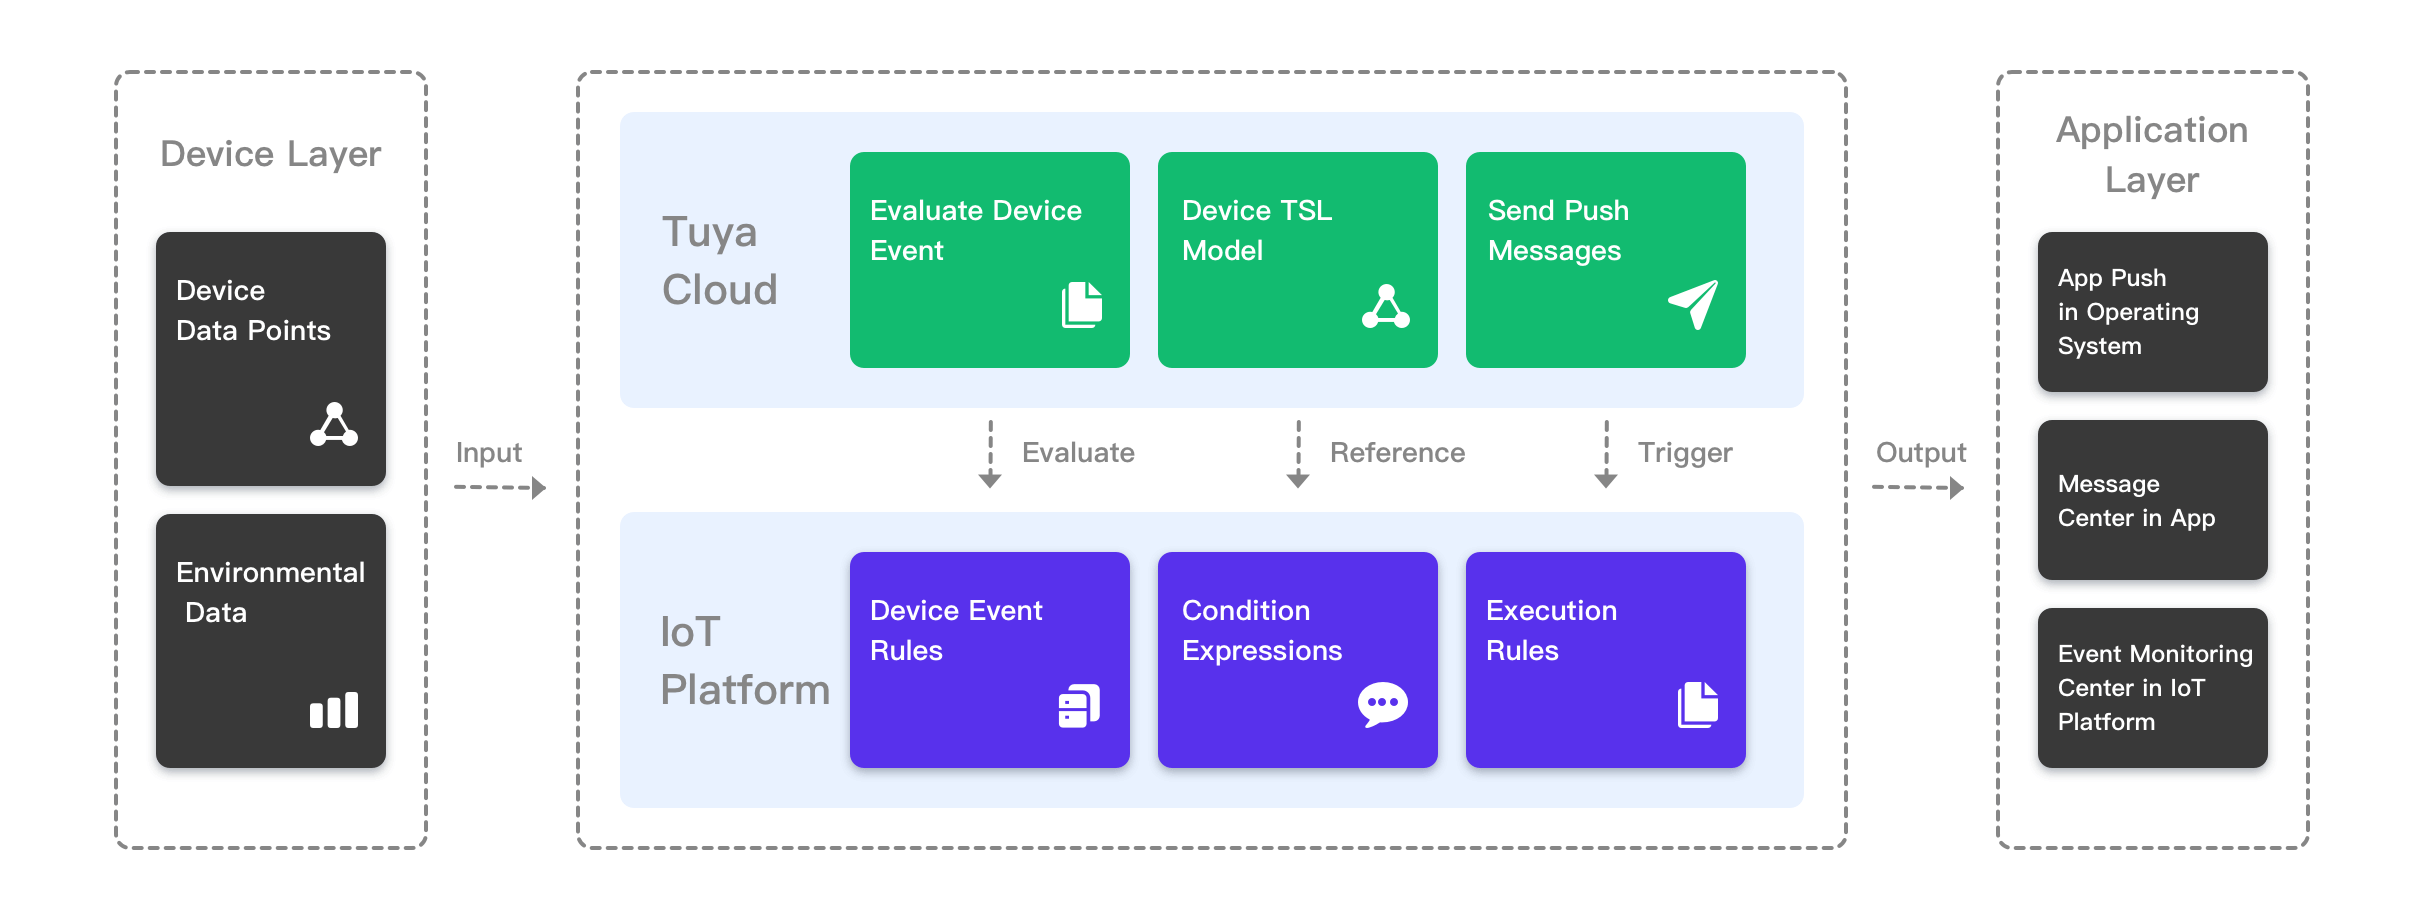 Device Layer
Device
Data Points
Environmental
Data
Input
Tuya
Cloud
Evaluate Device
Event
Device TSL
Model
Send Push
Messages
Evaluate
Reference
Trigger
IoT
Platform
Device Event
Rules
Condition
Expressions
Execution
Rules
Output
Application
Layer
App Push
in Operating
System
Message
Center in App
Event Monitoring
Center in IoT
Platform